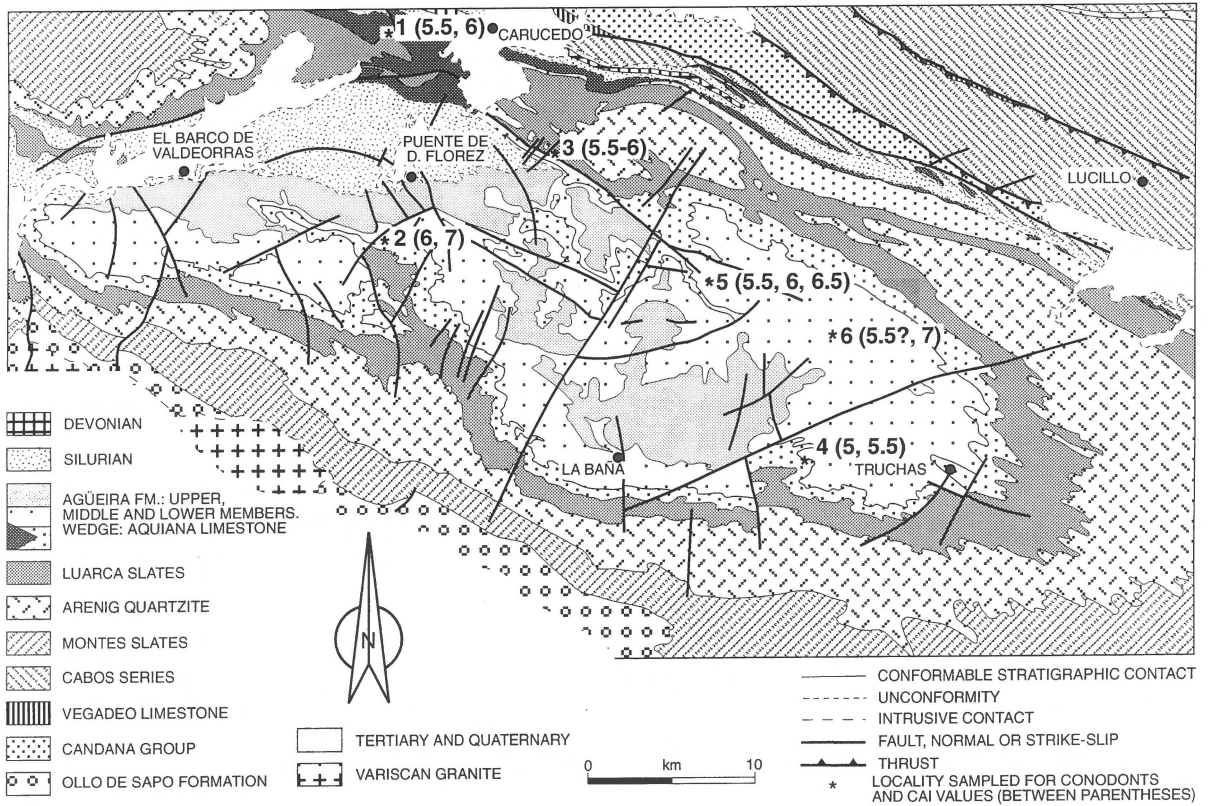 1 (5.5, 6)
CARUCEDO
EL BARCO DE
VALDEORRAS
PUENTE DE
D. FLOREZ
3 (5.5-6)
LUCILLO
2 (6, 7)
5 (5.5, 6, 6.5)
6 (5.5?, 7)
4 (5, 5.5)
LA BAÑA
TRUCHAS
DEVONIAN
SILURIAN
AGÜEIRA FM.: UPPER,
MIDDLE AND LOWER MEMBERS.
WEDGE: AQUIANA LIMESTONE
LUARCA SLATES
ARENIG QUARTZITE
MONTES SLATES
CABOS SERIES
VEGADEO LIMESTONE
CANDANA GROUP
OLLO DE SAPO FORMATION
N
TERTIARY AND QUATERNARY
VARISCAN GRANITE
0 km 10
CONFORMABLE STRATIGRAPHIC CONTACT
UNCONFORMITY
INTRUSIVE CONTACT
FAULT, NORMAL OR STRIKE-SLIP
THRUST
* LOCALITY SAMPLED FOR CONODONTS
AND CAI VALUES (BETWEEN PARENTHESES)